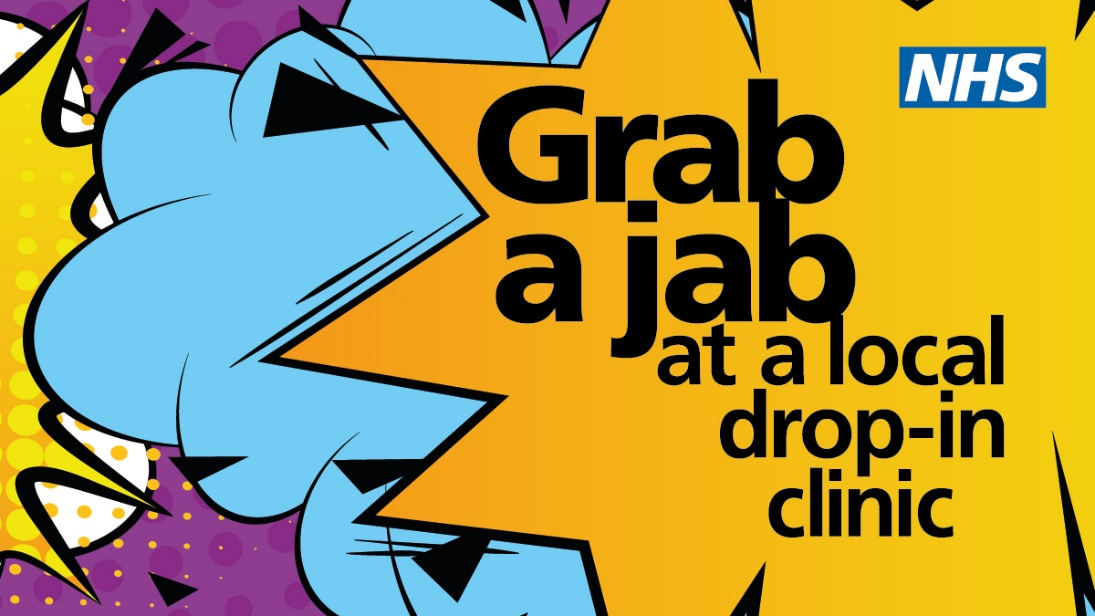 NHS
Grab
a jab
at a local
drop-in
clinic